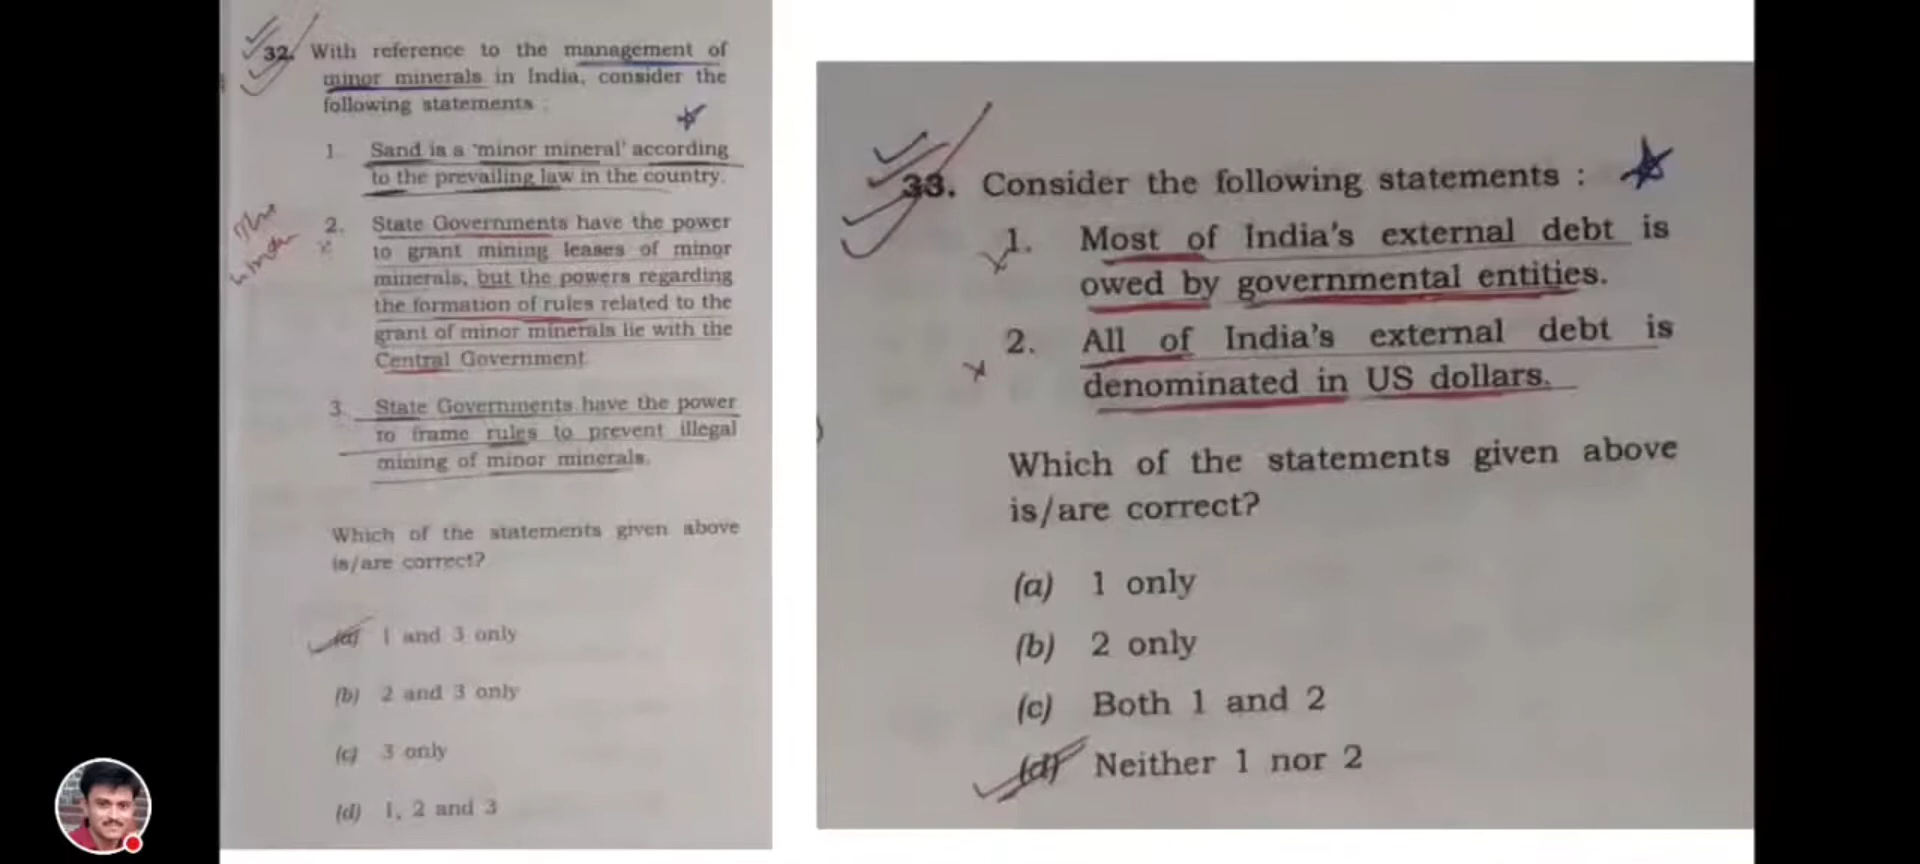 32. With reference to the management of
minor minerals in India, consider the
following statements :
1. Sand is a 'minor mineral' according
to the prevailing law in the country.
2. State Governments have the power
to grant mining leases of minor
minerals, but the powers regarding
the formation of rules related to the
grant of minor minerals lie with the
Central Government.
3. State Governments have the power
to frame rules to prevent illegal
mining of minor minerals.
Which of the statements given above
is/are correct?
(a) 1 and 3 only
(b) 2 and 3 only
(c) 3 only
(d) 1, 2 and 3
33. Consider the following statements :
1. Most of India's external debt is
owed by governmental entities.
2. All of India's external debt is
denominated in US dollars.
Which of the statements given above
is/are correct?
(a) 1 only
(b) 2 only
(c) Both 1 and 2
(d) Neither 1 nor 2